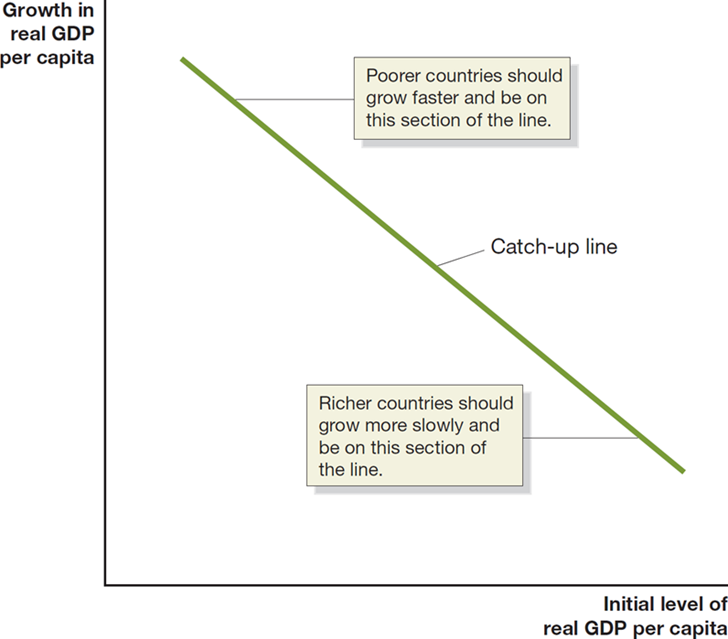 Growth in
real GDP
per capita
Poorer countries should
grow faster and be on
this section of the line.
Catch-up line
Richer countries should
grow more slowly and
be on this section of
the line.
Initial level of
real GDP per capita